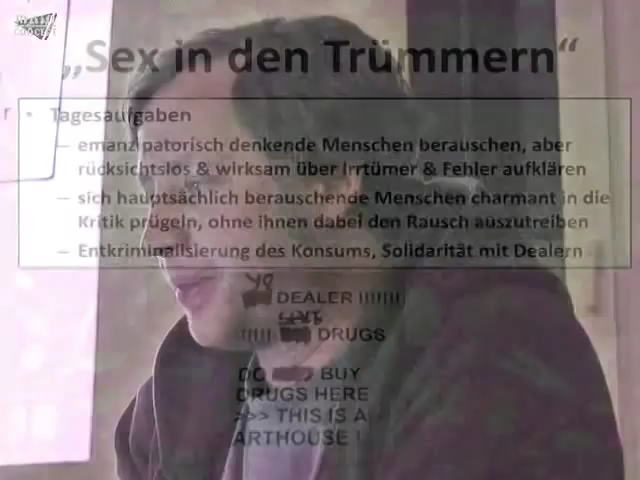 „Sex in den Trümmern“
r • Tagesaufgaben
– emanzipatorisch denkende Menschen berauschen, aber
rücksichtslos & wirksam über Irrtümer & Fehler aufklären
– sich hauptsächlich berauschende Menschen charmant in die
Kritik prügeln, ohne ihnen dabei den Rausch auszutreiben
– Entkriminalisierung des Konsums, Solidarität mit Dealern
YO
DEALER !!!!!!!
!!!!! DRUGS
DO BUY
DRUGS HERE
>>> THIS IS A
ARTHOUSE !